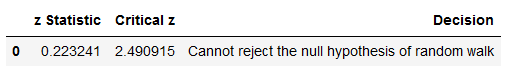 z Statistic Critical z Decision
0 0.223241 2.490915 Cannot reject the null hypothesis of random walk